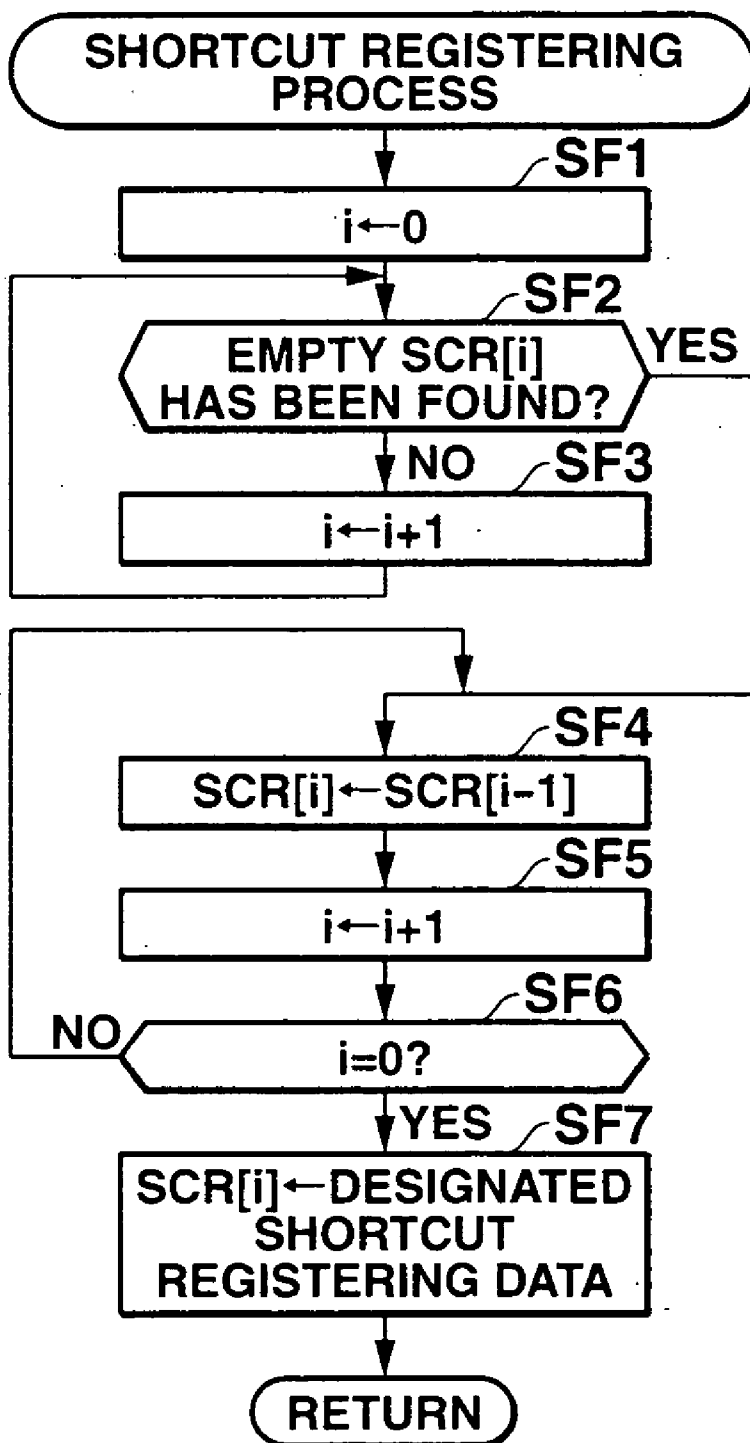 SHORTCUT REGISTERING
PROCESS
SF1
i←0
SF2
EMPTY SCR[i]
HAS BEEN FOUND?
YES
NO
SF3
i←i+1
SF4
SCR[i]←SCR[i-1]
SF5
i←i+1
SF6
NO
i=0?
YES
SF7
SCR[i]←DESIGNATED
SHORTCUT
REGISTERING DATA
RETURN